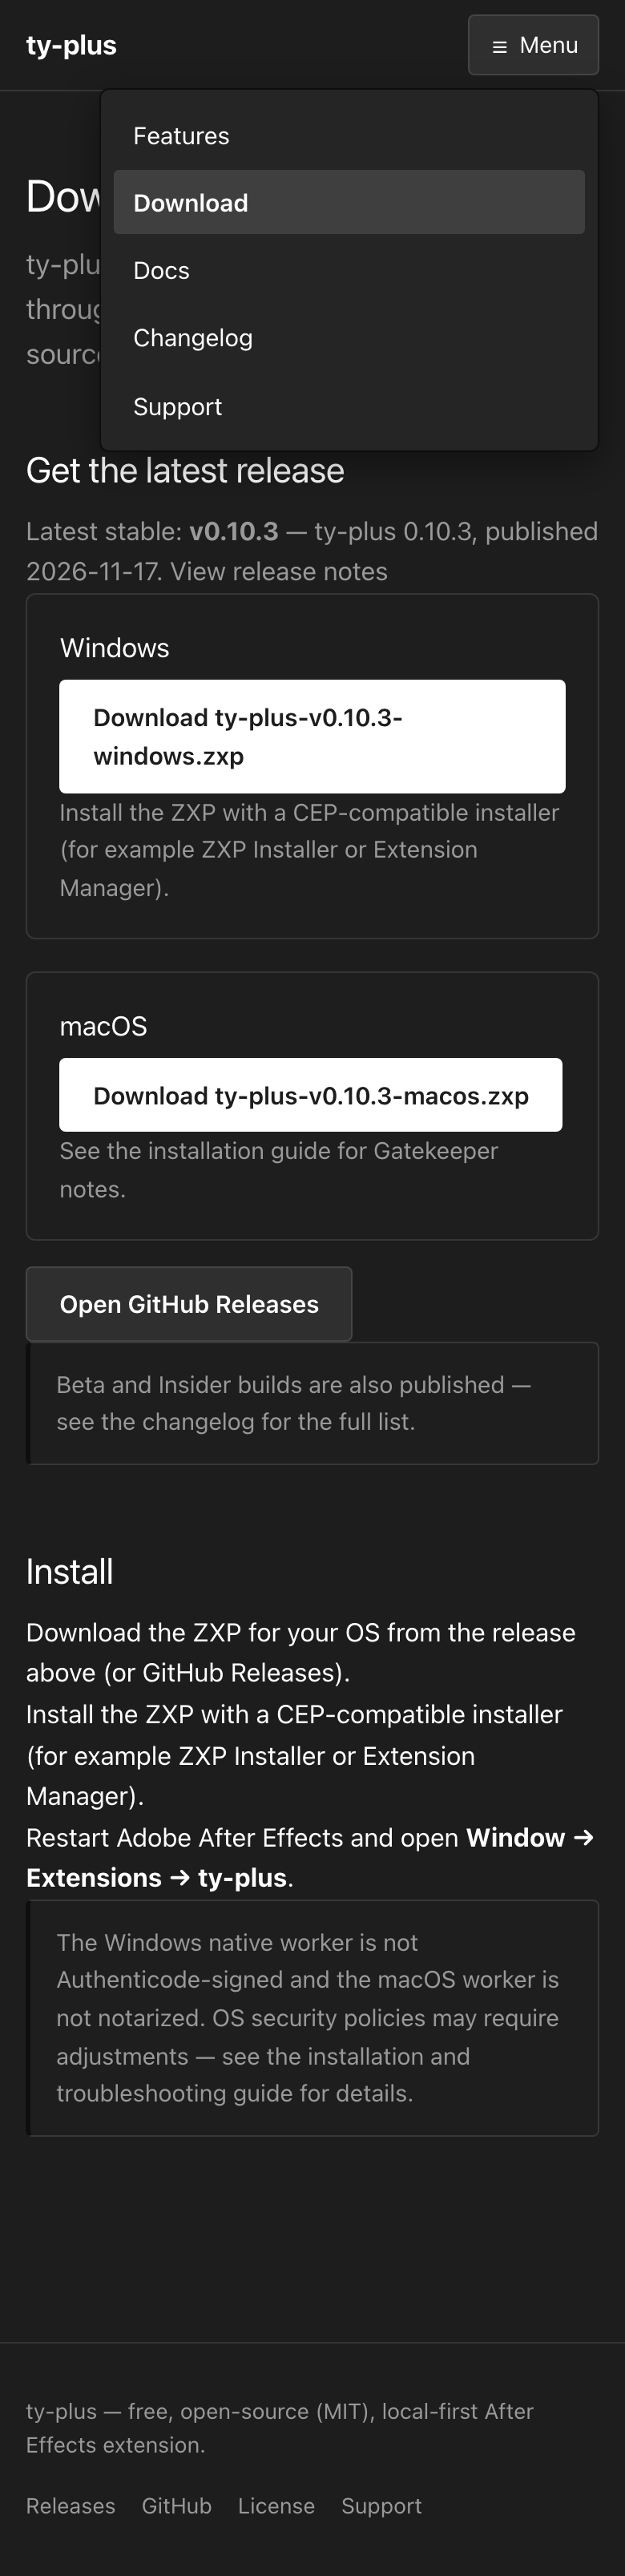 ty-plus
≡ Menu
Features
Download
Docs
Changelog
Support
Get the latest release
Latest stable: v0.10.3 — ty-plus 0.10.3, published
2026-11-17. View release notes
Windows
Download ty-plus-v0.10.3-
windows.zxp
Install the ZXP with a CEP-compatible installer
(for example ZXP Installer or Extension
Manager).
macOS
Download ty-plus-v0.10.3-macos.zxp
See the installation guide for Gatekeeper
notes.
Open GitHub Releases
Beta and Insider builds are also published —
see the changelog for the full list.
Install
Download the ZXP for your OS from the release
above (or GitHub Releases).
Install the ZXP with a CEP-compatible installer
(for example ZXP Installer or Extension
Manager).
Restart Adobe After Effects and open Window →
Extensions → ty-plus.
The Windows native worker is not
Authenticode-signed and the macOS worker is
not notarized. OS security policies may require
adjustments — see the installation and
troubleshooting guide for details.
ty-plus — free, open-source (MIT), local-first After
Effects extension.
Releases GitHub License Support